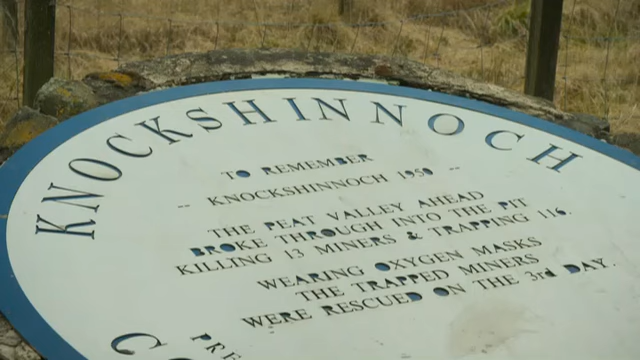 KNOCKSHINNOCH
TO REMEMBER
-- KNOCKSHINNOCH 1950 --
THE PEAT VALLEY AHEAD
BROKE THROUGH INTO THE PIT
KILLING 13 MINERS & TRAPPING 116.
WEARING OXYGEN MASKS
THE TRAPPED MINERS
WERE RESCUED ON THE 3rd DAY.